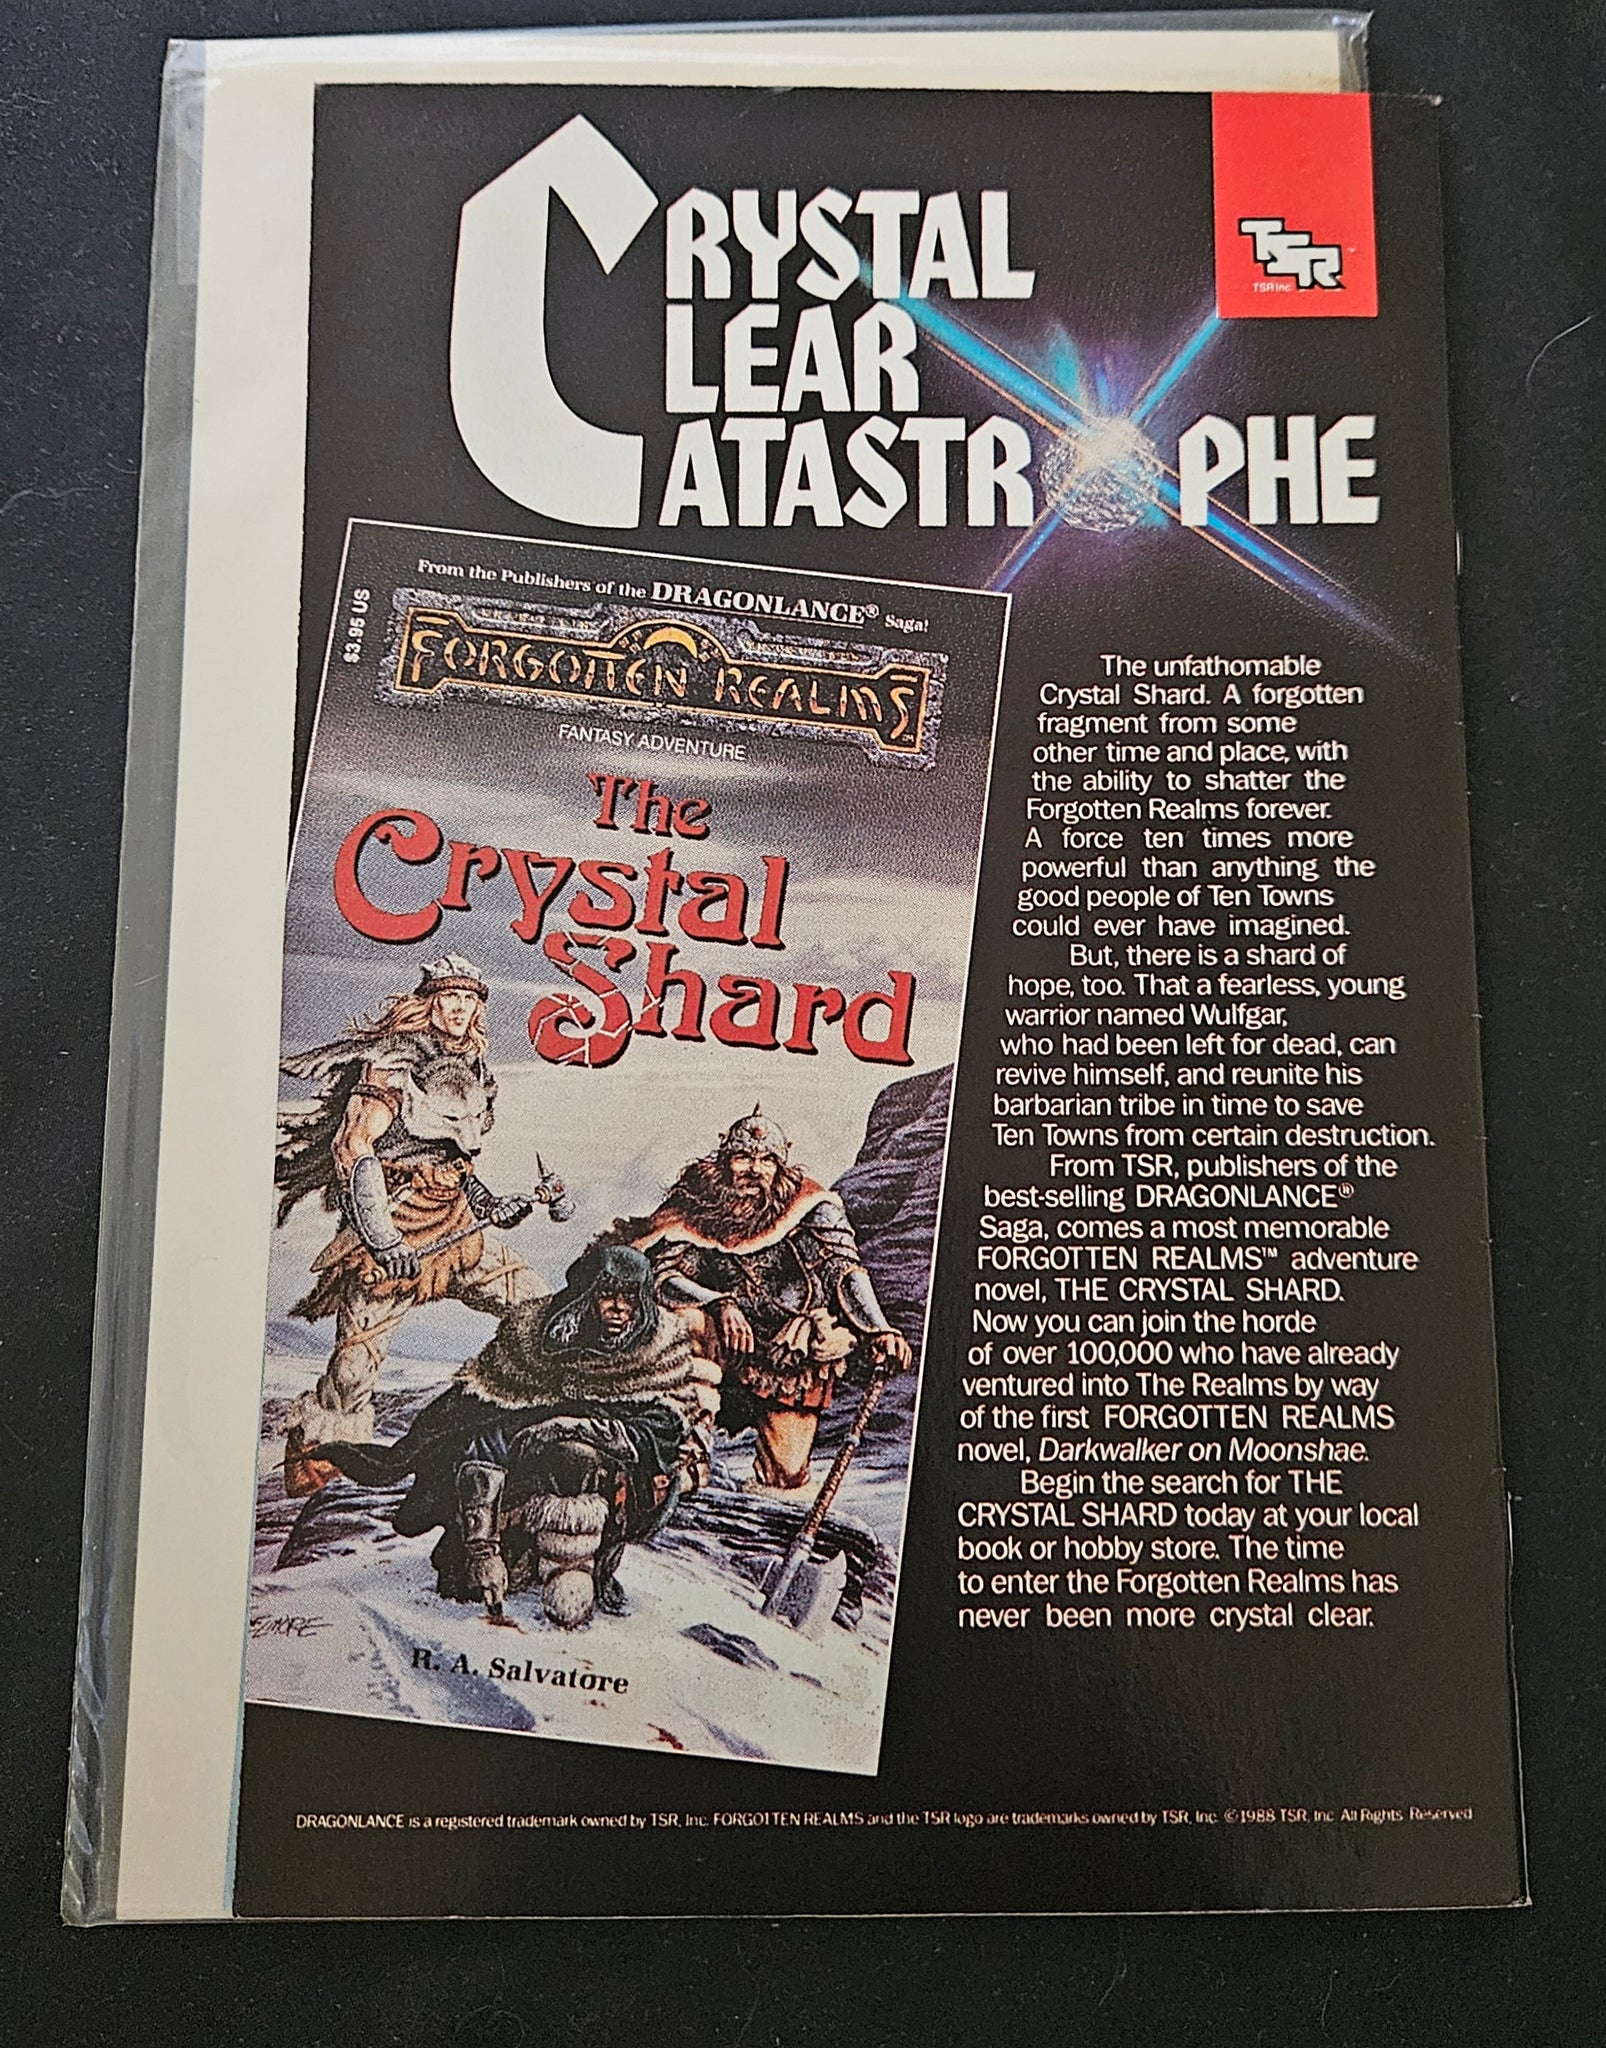 CRYSTAL
CLEAR
CATASTROPHE
TSR™
TSR Inc.
From the Publishers of the DRAGONLANCE® Saga!
$3.95 US
FORGOTTEN REALMS™
FANTASY ADVENTURE
The
Crystal
Shard
ELMORE
R. A. Salvatore
The unfathomable
Crystal Shard. A forgotten
fragment from some
other time and place, with
the ability to shatter the
Forgotten Realms forever.
A force ten times more
powerful than anything the
good people of Ten Towns
could ever have imagined.
But, there is a shard of
hope, too. That a fearless, young
warrior named Wulfgar,
who had been left for dead, can
revive himself, and reunite his
barbarian tribe in time to save
Ten Towns from certain destruction.
From TSR, publishers of the
best-selling DRAGONLANCE®
Saga, comes a most memorable
FORGOTTEN REALMS™ adventure
novel, THE CRYSTAL SHARD.
Now you can join the horde
of over 100,000 who have already
ventured into The Realms by way
of the first FORGOTTEN REALMS
novel, Darkwalker on Moonshae.
Begin the search for THE
CRYSTAL SHARD today at your local
book or hobby store. The time
to enter the Forgotten Realms has
never been more crystal clear.
DRAGONLANCE is a registered trademark owned by TSR, Inc. FORGOTTEN REALMS and the TSR logo are trademarks owned by TSR, Inc. ©1988 TSR, Inc. All Rights Reserved